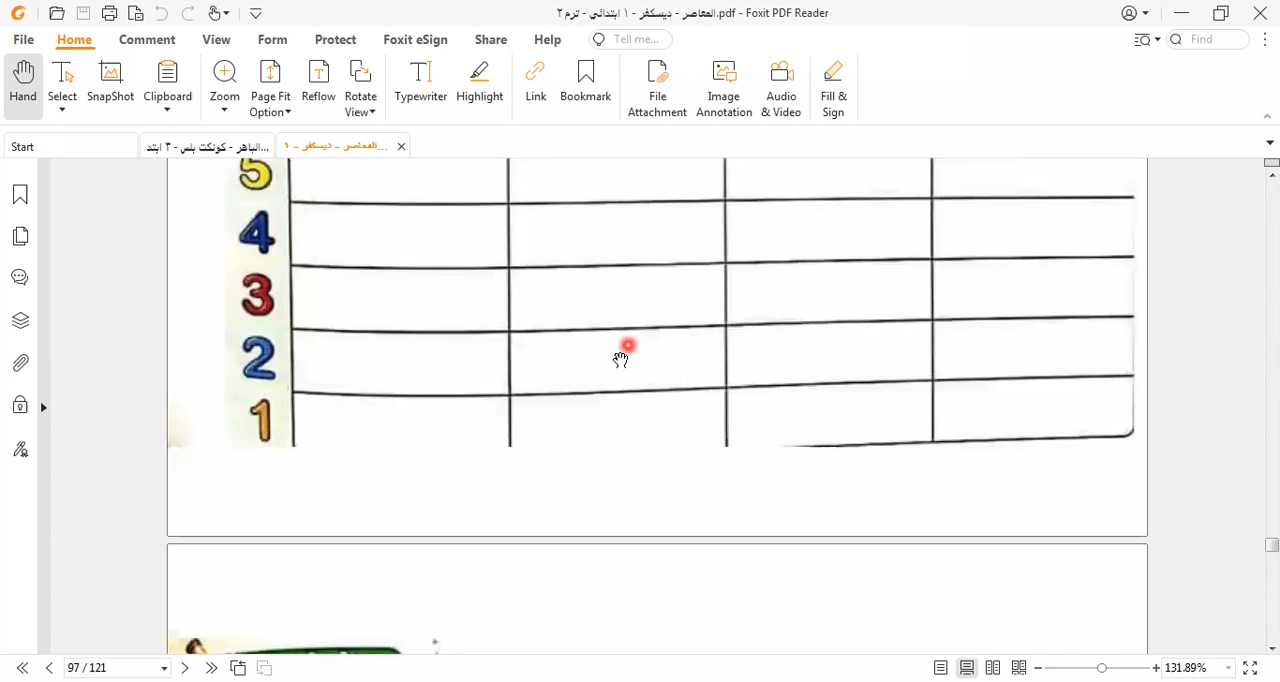 المعاصر - ديسكفر - ١ ابتدائي - ترم ٢.pdf - Foxit PDF Reader
File Home Comment View Form Protect Foxit eSign Share Help Tell me... Find
Hand Select SnapShot Clipboard Zoom Page Fit Option Reflow Rotate View Typewriter Highlight Link Bookmark File Attachment Image Annotation Audio & Video Fill & Sign
Start الباهر - كونكت بلس - ٣ ابتد... المعاصر - ديسكفر - ١...
5
4
3
2
1
97 / 121 131.89%